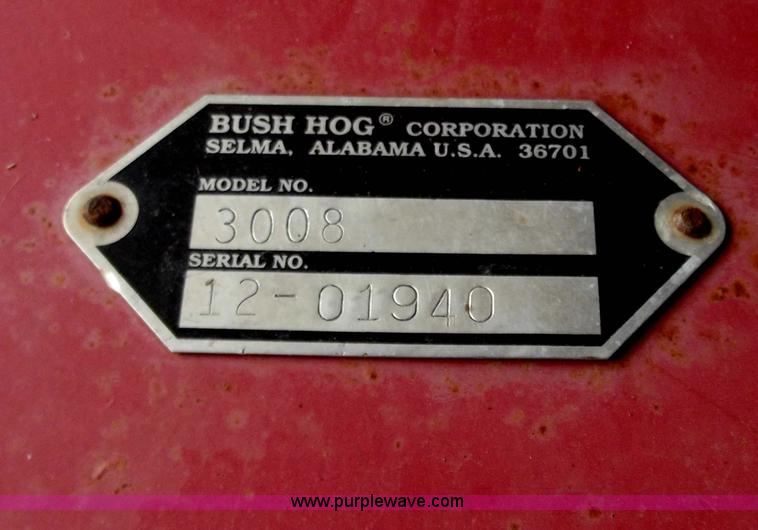 BUSH HOG® CORPORATION
SELMA, ALABAMA U.S.A. 36701
MODEL NO.
3008
SERIAL NO.
12-01940
www.purplewave.com